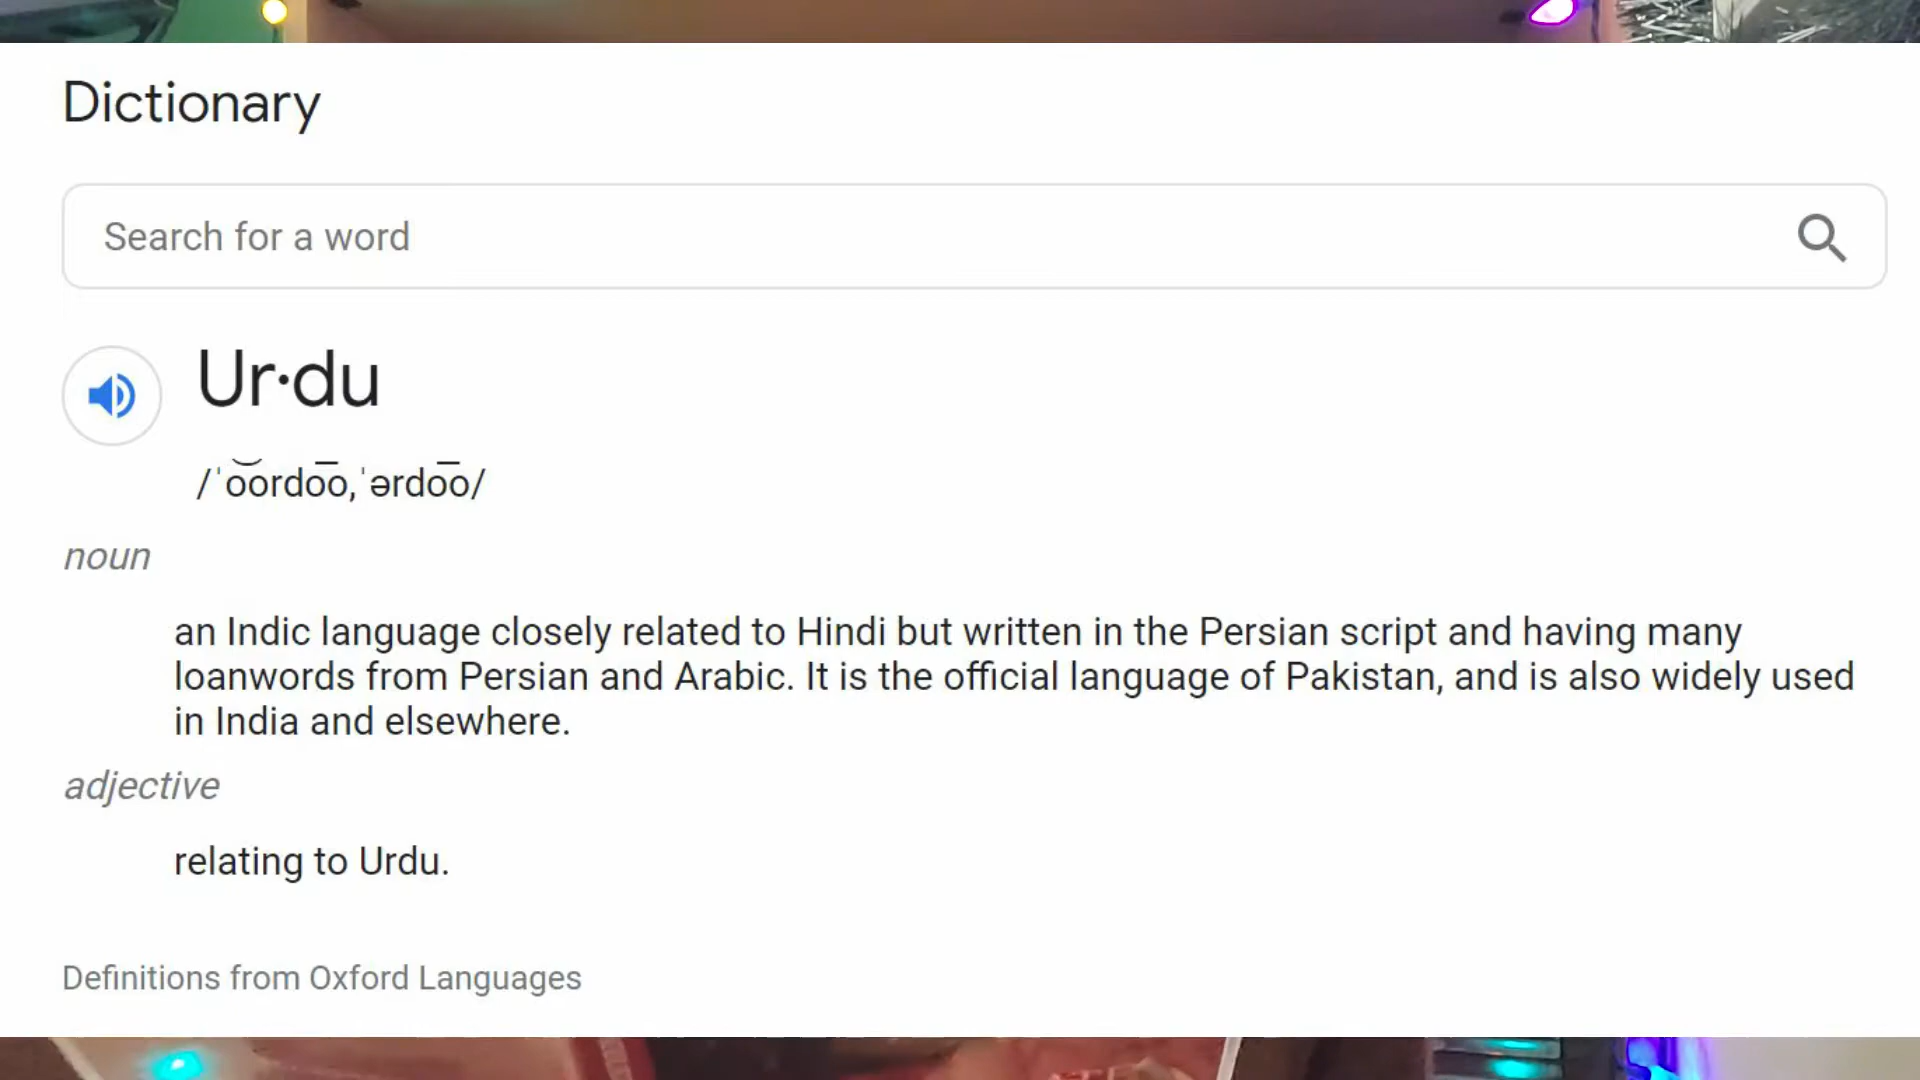 Dictionary
Search for a word
Ur·du
/ˈo͝ordo͞o,ˈərdo͞o/
noun
an Indic language closely related to Hindi but written in the Persian script and having many
loanwords from Persian and Arabic. It is the official language of Pakistan, and is also widely used
in India and elsewhere.
adjective
relating to Urdu.
Definitions from Oxford Languages